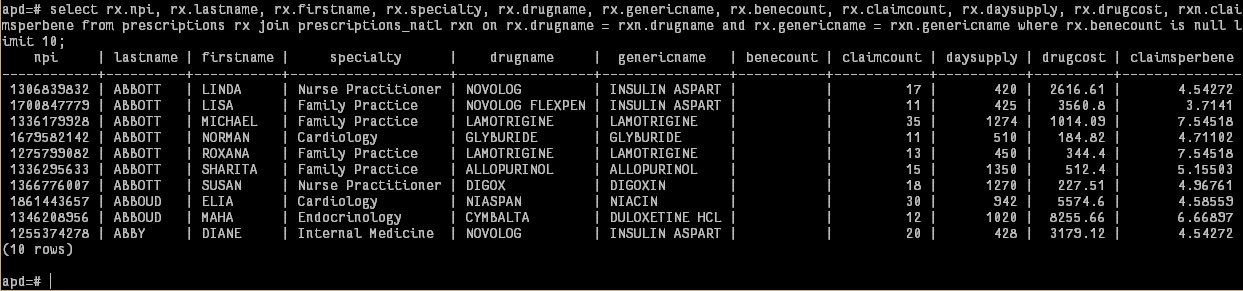 apd=# select rx.npi, rx.lastname, rx.firstname, rx.specialty, rx.drugname, rx.genericname, rx.benecount, rx.claimcount, rx.daysupply, rx.drugcost, rxn.clai
msperbene from prescriptions rx join prescriptions_natl rxn on rx.drugname = rxn.drugname and rx.genericname = rxn.genericname where rx.benecount is null l
imit 10;
npi | lastname | firstname | specialty | drugname | genericname | benecount | claimcount | daysupply | drugcost | claimsperbene
------------+----------+-----------+--------------------+-----------------+----------------+-----------+------------+-----------+----------+---------------
1306839832 | ABBOTT | LINDA | Nurse Practitioner | NOVOLOG | INSULIN ASPART | | 17 | 420 | 2616.61 | 4.54272
1700847779 | ABBOTT | LISA | Family Practice | NOVOLOG FLEXPEN | INSULIN ASPART | | 11 | 425 | 3560.8 | 3.7141
1336179928 | ABBOTT | MICHAEL | Family Practice | LAMOTRIGINE | LAMOTRIGINE | | 35 | 1274 | 1014.09 | 7.54518
1679582142 | ABBOTT | NORMAN | Cardiology | GLYBURIDE | GLYBURIDE | | 11 | 510 | 184.82 | 4.71102
1275799082 | ABBOTT | ROXANA | Family Practice | LAMOTRIGINE | LAMOTRIGINE | | 13 | 450 | 344.4 | 7.54518
1336295633 | ABBOTT | SHARITA | Family Practice | ALLOPURINOL | ALLOPURINOL | | 15 | 1350 | 512.4 | 5.15503
1366776007 | ABBOTT | SUSAN | Nurse Practitioner | DIGOX | DIGOXIN | | 18 | 1270 | 227.51 | 4.96761
1861443657 | ABBOUD | ELIA | Cardiology | NIASPAN | NIACIN | | 30 | 942 | 5574.6 | 4.58559
1346208956 | ABBOUD | MAHA | Endocrinology | CYMBALTA | DULOXETINE HCL | | 12 | 1020 | 8255.66 | 6.66897
1255374278 | ABBY | DIANE | Internal Medicine | NOVOLOG | INSULIN ASPART | | 20 | 428 | 3179.12 | 4.54272
(10 rows)
apd=#